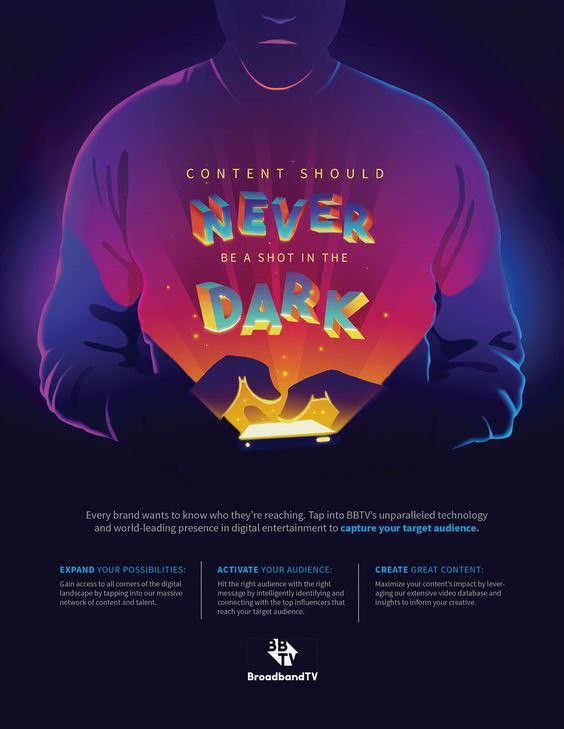 CONTENT SHOULD
NEVER
BE A SHOT IN THE
DARK
Every brand wants to know who they're reaching. Tap into BBTV's unparalleled technology
and world-leading presence in digital entertainment to capture your target audience.
EXPAND YOUR POSSIBILITIES:
Gain access to all corners of the digital
landscape by tapping into our massive
network of content and talent.
ACTIVATE YOUR AUDIENCE:
Hit the right audience with the right
message by intelligently identifying and
connecting with the top influencers that
reach your target audience.
CREATE GREAT CONTENT:
Maximize your content's impact by lever-
aging our extensive video database and
insights to inform your creative.
BB
TV
BroadbandTV